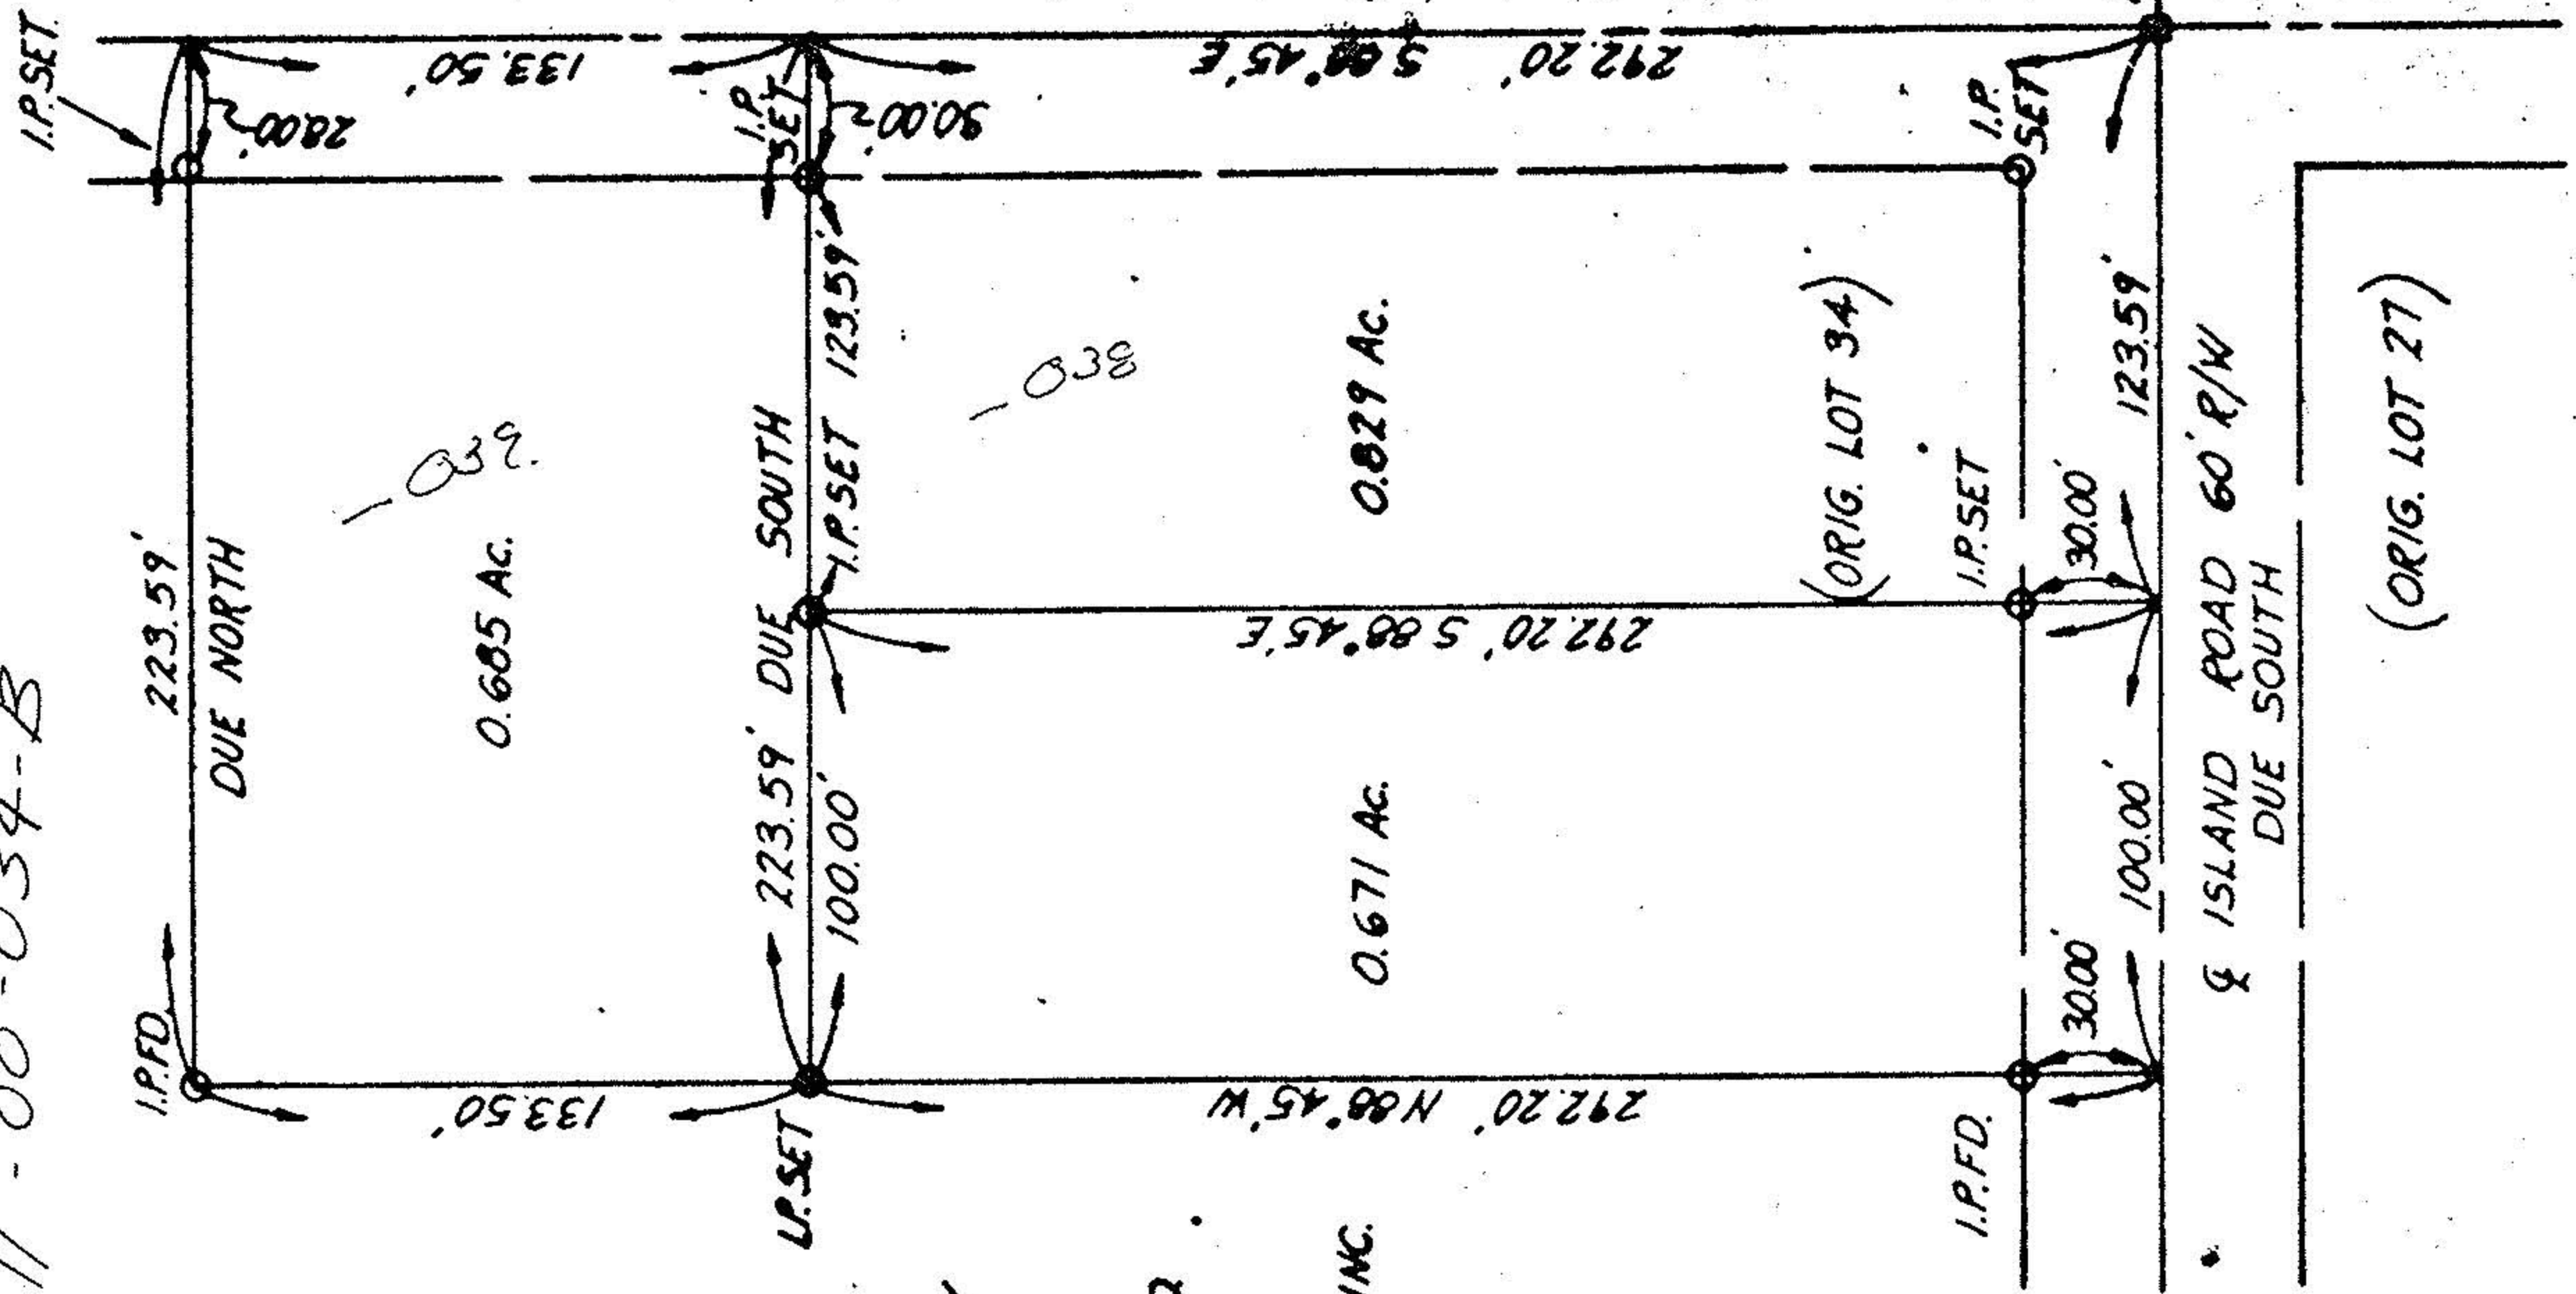 11-00-034-B
I.P.SET.
223.59'
DUE NORTH
I.P.FD.
28.00'
133.50'
133.50'
-039.
0.685 Ac.
I.P.
SET
30.00'
223.59' DUE SOUTH
100.00'
I.P.SET 123.59'
I.P.SET
292.20' S 88°45'E
-038
0.829 Ac.
292.20' S 88°45'E
0.671 Ac.
292.20' N 88°45'W
INC.
(ORIG. LOT 34)
I.P.
SET
I.P.SET
I.P.FD.
30.00'
30.00'
100.00'
123.59'
℄ ISLAND ROAD 60' R/W
DUE SOUTH
(ORIG. LOT 27)